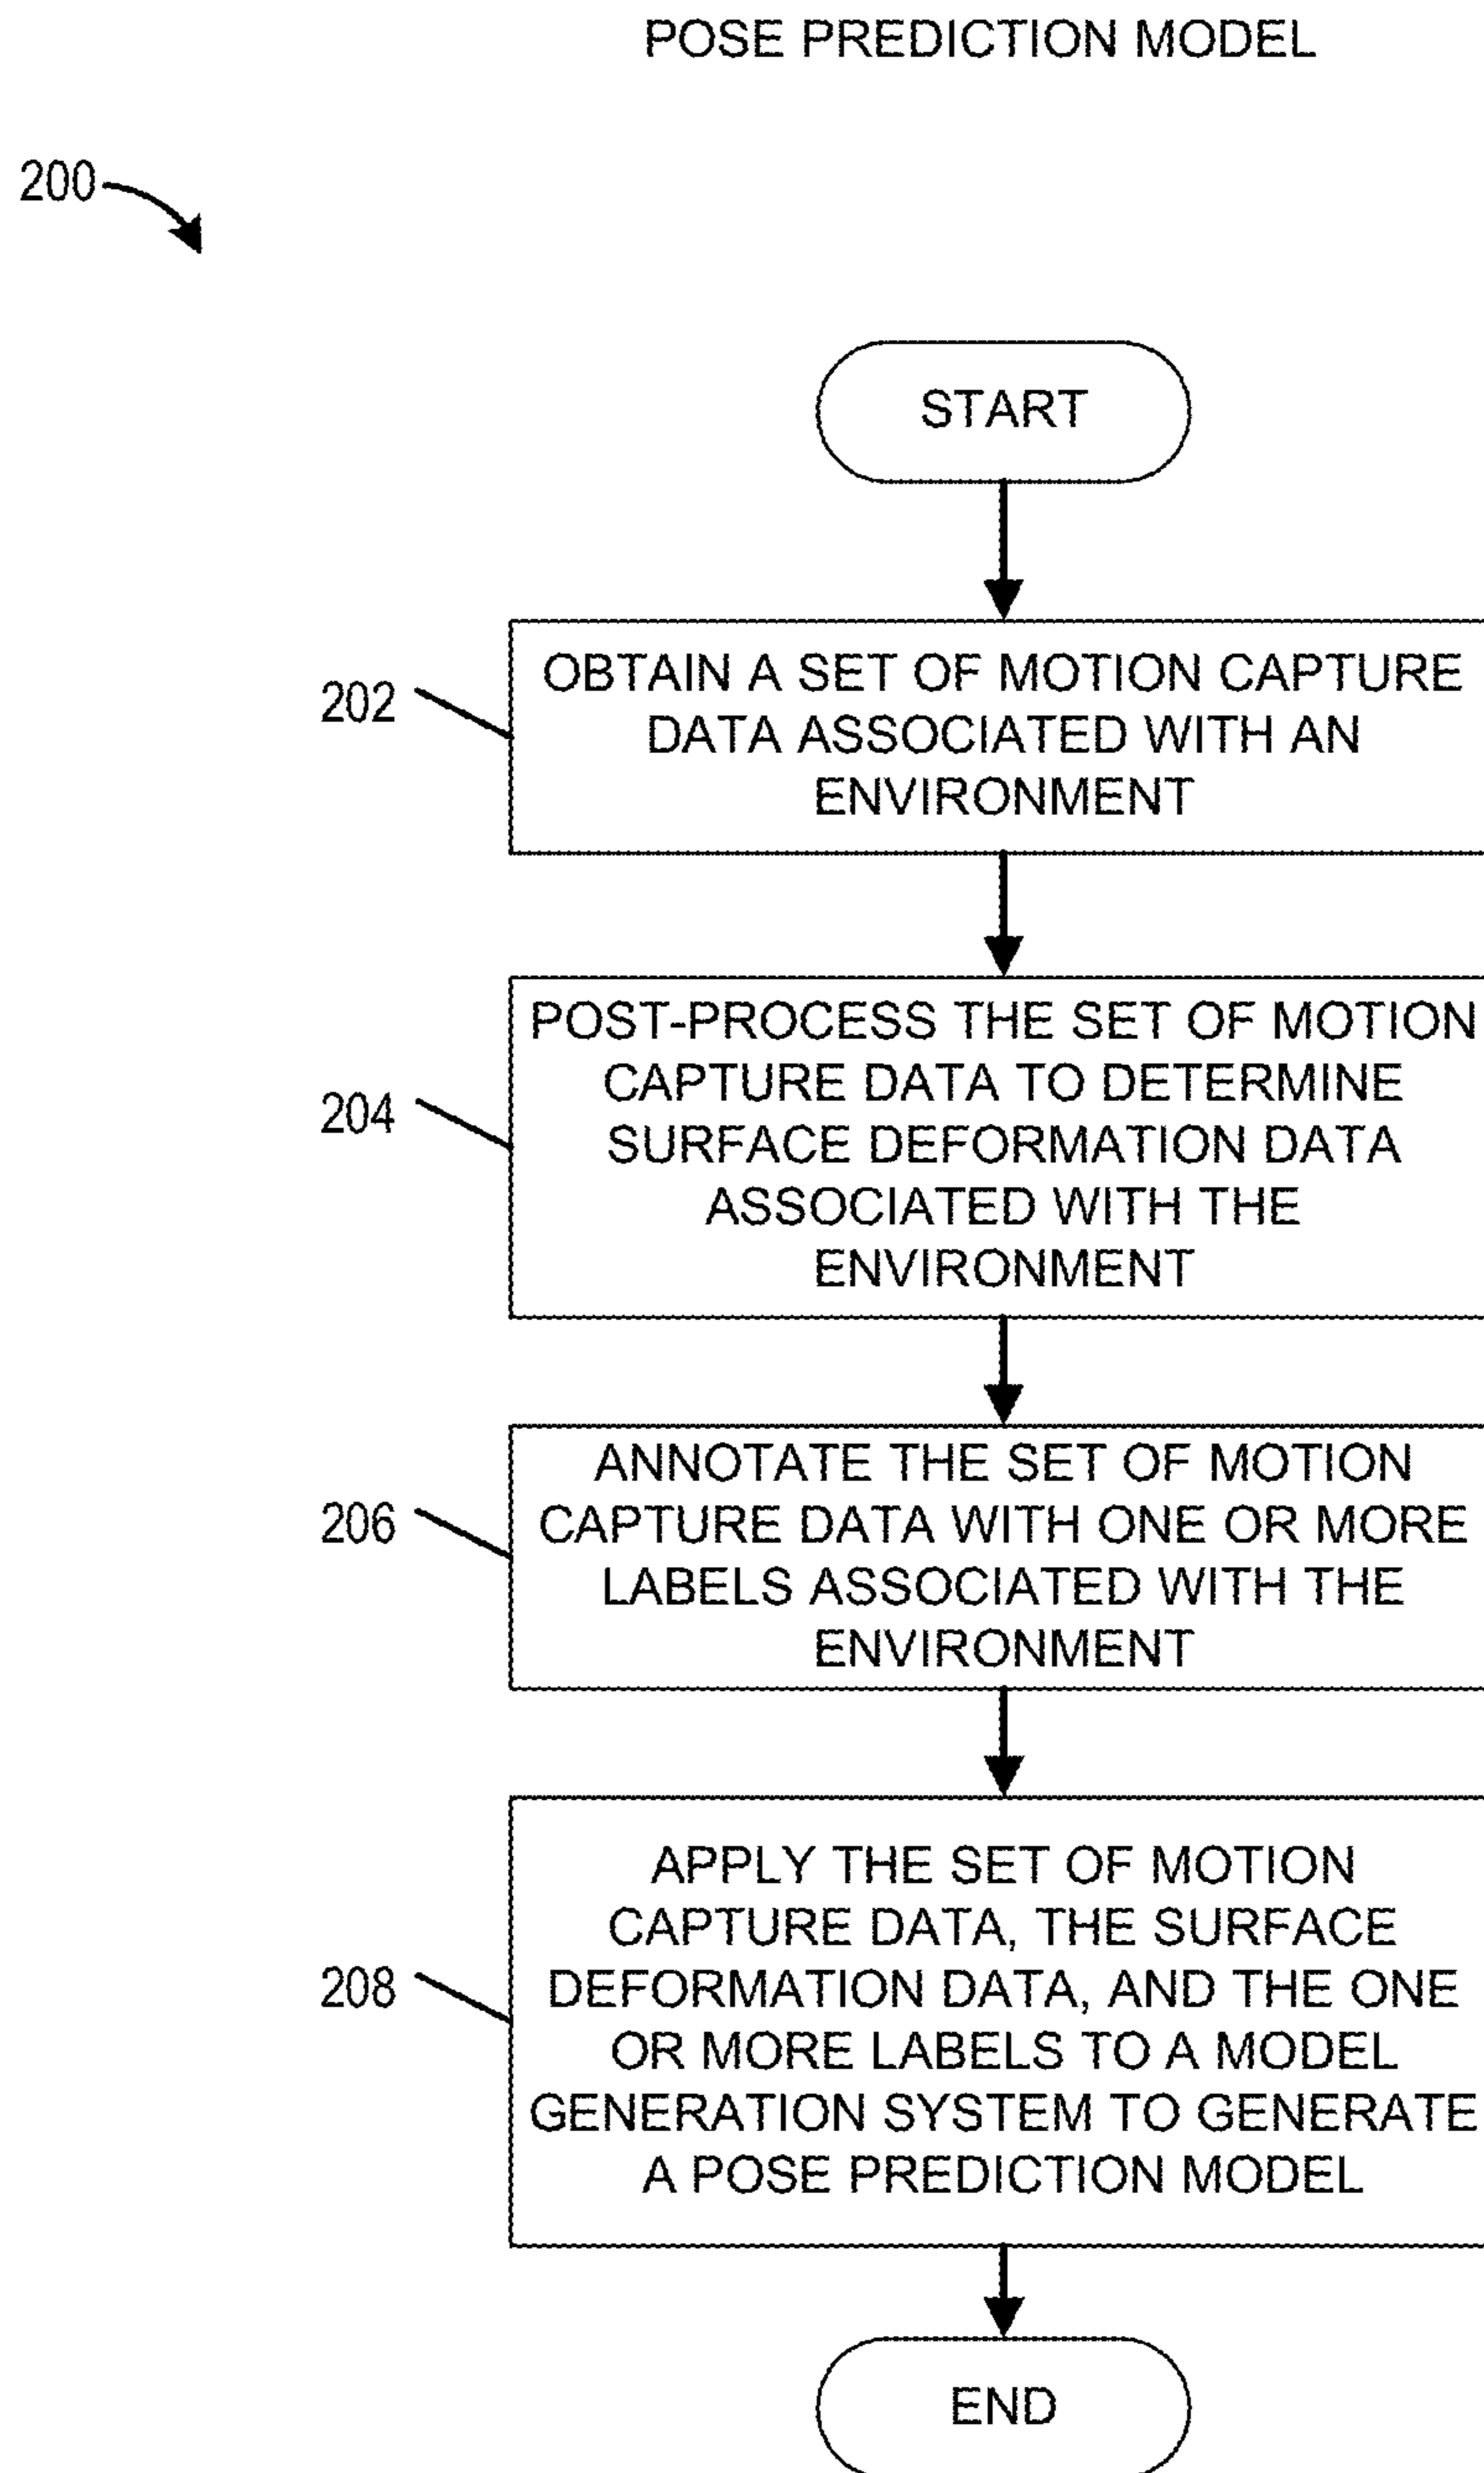 POSE PREDICTION MODEL
200
START
202
OBTAIN A SET OF MOTION CAPTURE
DATA ASSOCIATED WITH AN
ENVIRONMENT
204
POST-PROCESS THE SET OF MOTION
CAPTURE DATA TO DETERMINE
SURFACE DEFORMATION DATA
ASSOCIATED WITH THE
ENVIRONMENT
206
ANNOTATE THE SET OF MOTION
CAPTURE DATA WITH ONE OR MORE
LABELS ASSOCIATED WITH THE
ENVIRONMENT
208
APPLY THE SET OF MOTION
CAPTURE DATA, THE SURFACE
DEFORMATION DATA, AND THE ONE
OR MORE LABELS TO A MODEL
GENERATION SYSTEM TO GENERATE
A POSE PREDICTION MODEL
END